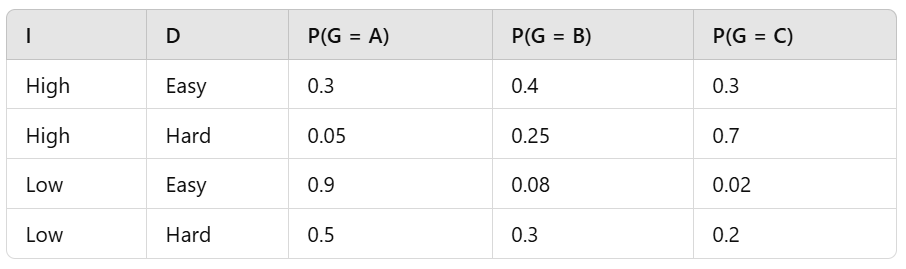 I D P(G = A) P(G = B) P(G = C)
High Easy 0.3 0.4 0.3
High Hard 0.05 0.25 0.7
Low Easy 0.9 0.08 0.02
Low Hard 0.5 0.3 0.2